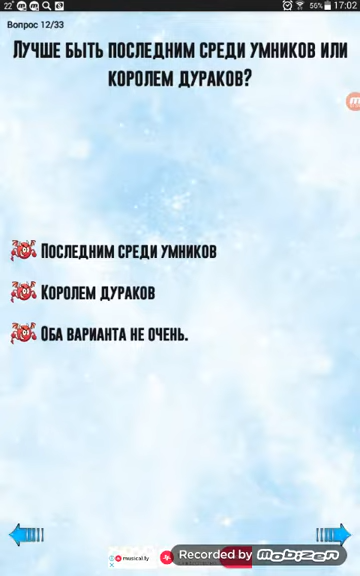 22°
56%
17:02
Вопрос 12/33
Лучше быть последним среди умников или
королем дураков?
Последним среди умников
Королем дураков
Оба варианта не очень.
musical.ly
Recorded by Mobizen